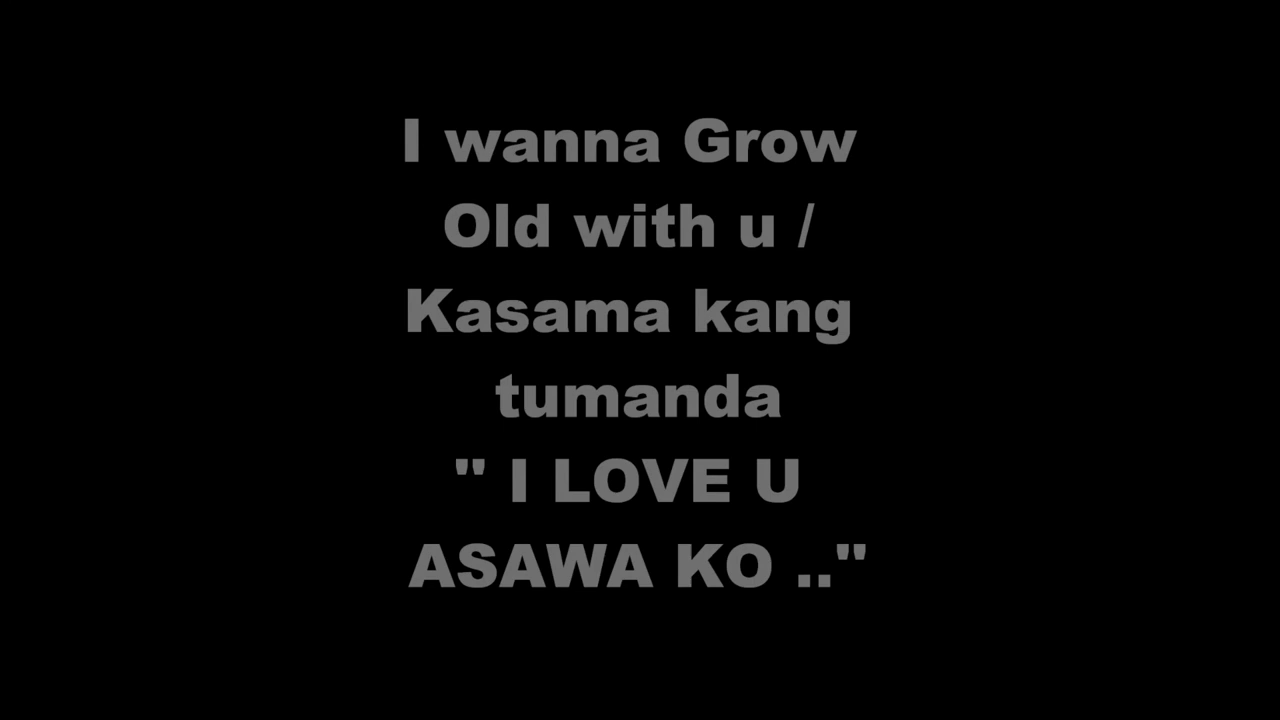 I wanna Grow
Old with u /
Kasama kang
tumanda
" I LOVE U
ASAWA KO .."